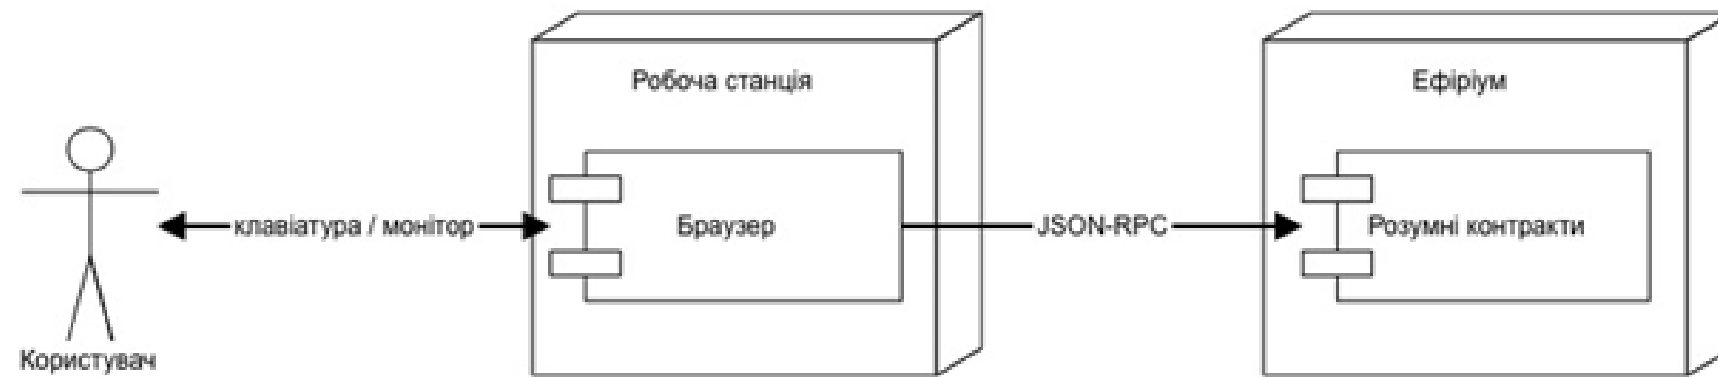 Робоча станція
Ефіріум
клавіатура / монітор
Браузер
JSON-RPC
Розумні контракти
Користувач